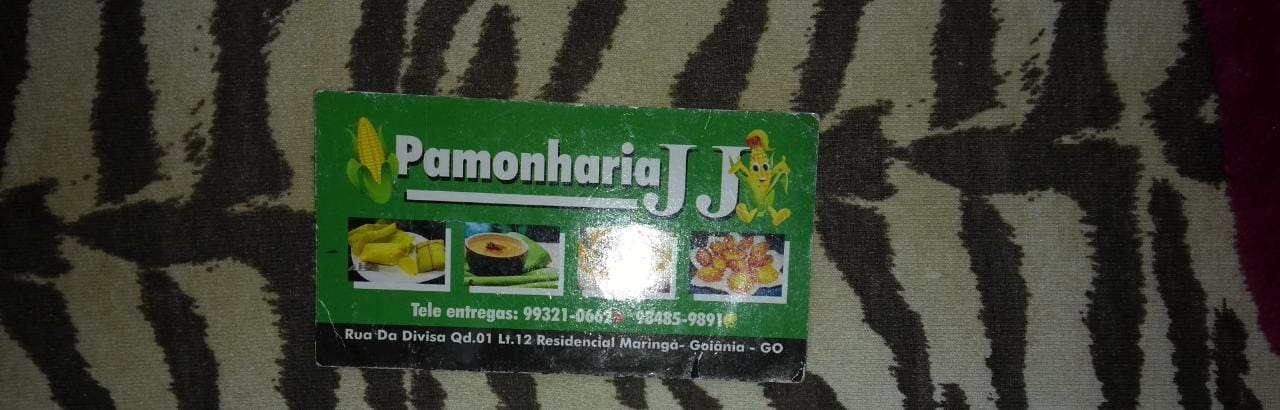 Pamonharia JJ
Tele entregas: 99321-0662 98485-9891
Rua Da Divisa Qd.01 Lt.12 Residencial Maringá- Goiânia - GO